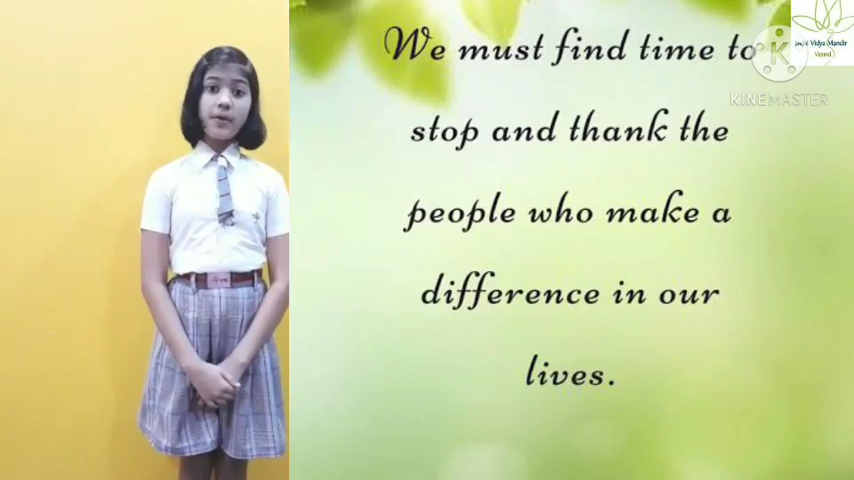 We must find time to
stop and thank the
people who make a
difference in our
lives.
Vidya Mandir
KINEMASTER